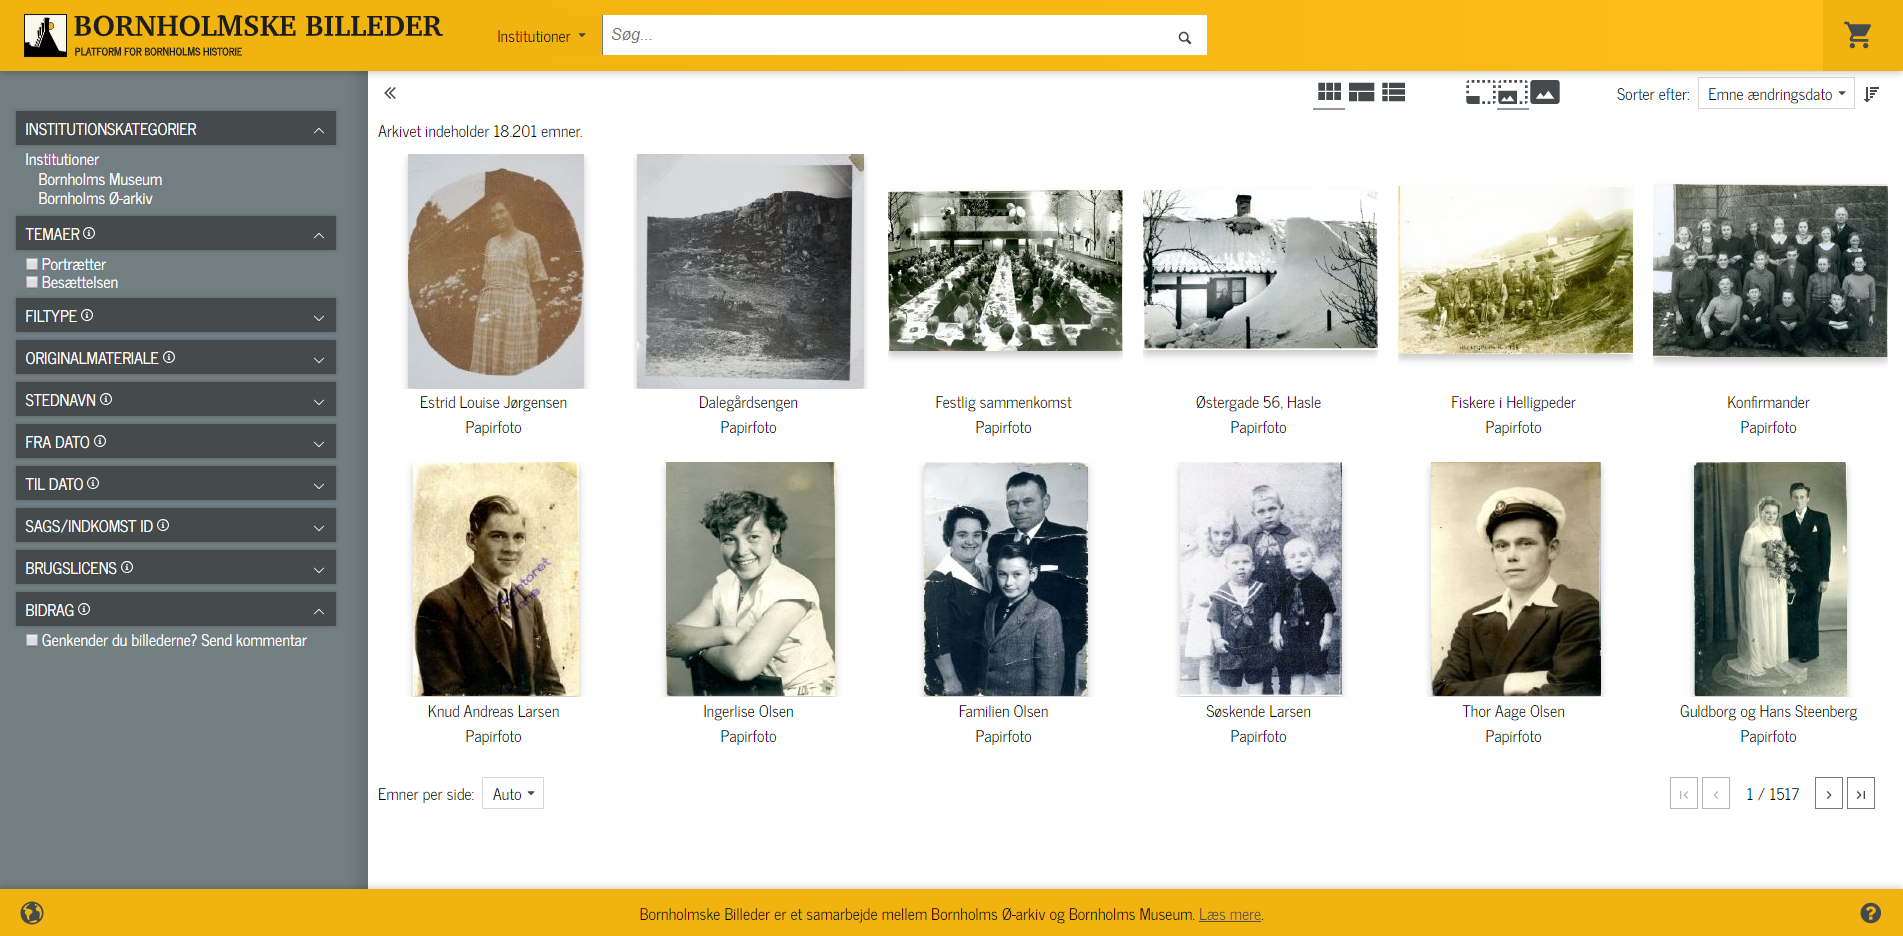 BORNHOLMSKE BILLEDER
PLATFORM FOR BORNHOLMS HISTORIE
Institutioner
Søg...
Sorter efter: Emne ændringsdato
Arkivet indeholder 18.201 emner.
INSTITUTIONSKATEGORIER
Institutioner
Bornholms Museum
Bornholms Ø-arkiv
TEMAER
Portrætter
Besættelsen
FILTYPE
ORIGINALMATERIALE
STEDNAVN
FRA DATO
TIL DATO
SAGS/INDKOMST ID
BRUGSLICENS
BIDRAG
Genkender du billederne? Send kommentar
Estrid Louise Jørgensen
Papirfoto
Dalegårdsengen
Papirfoto
Festlig sammenkomst
Papirfoto
Østergade 56, Hasle
Papirfoto
Fiskere i Helligpeder
Papirfoto
Konfirmander
Papirfoto
Knud Andreas Larsen
Papirfoto
Ingerlise Olsen
Papirfoto
Familien Olsen
Papirfoto
Søskende Larsen
Papirfoto
Thor Aage Olsen
Papirfoto
Guldborg og Hans Steenberg
Papirfoto
Emner per side: Auto
1 / 1517
Bornholmske Billeder er et samarbejde mellem Bornholms Ø-arkiv og Bornholms Museum. Læs mere.